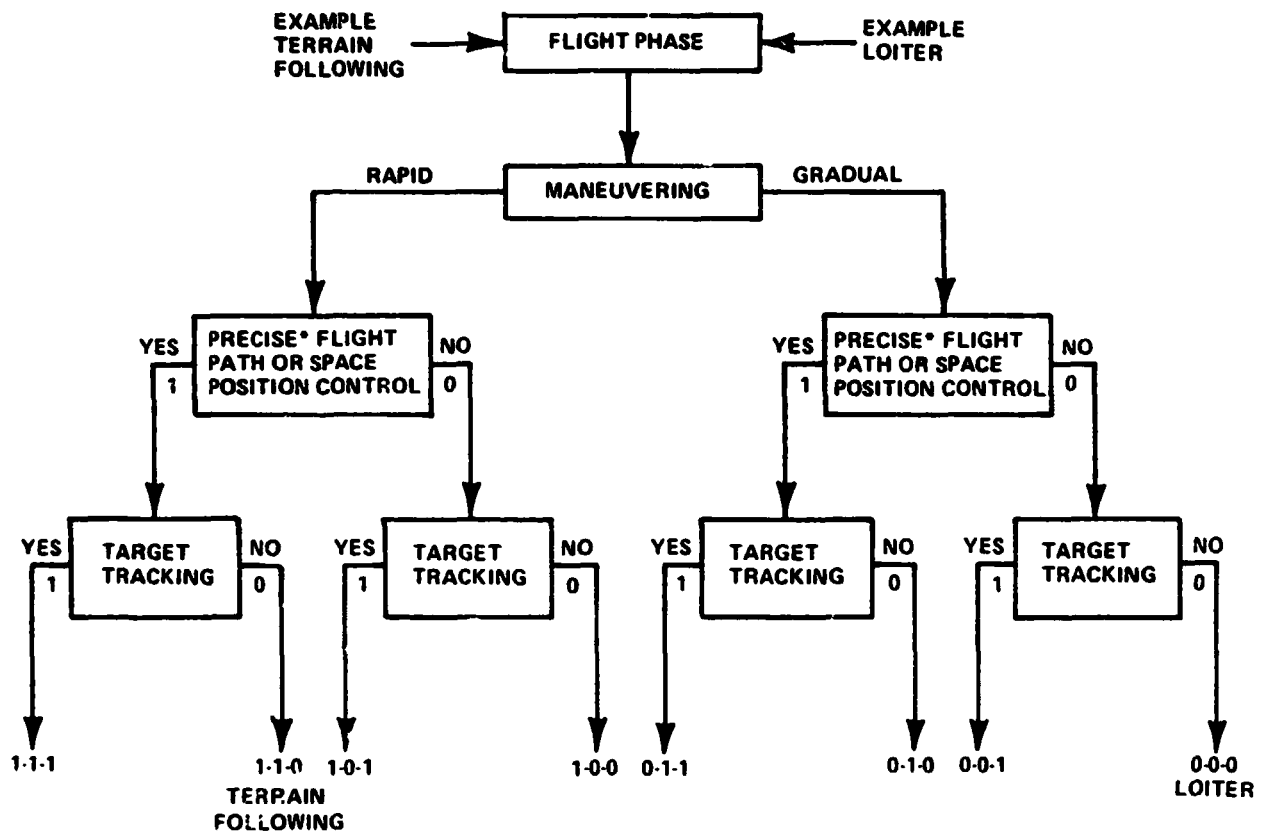 EXAMPLE
TERRAIN
FOLLOWING
FLIGHT PHASE
EXAMPLE
LOITER
RAPID
MANEUVERING
GRADUAL
YES
1
PRECISE* FLIGHT
PATH OR SPACE
POSITION CONTROL
NO
0
YES
1
PRECISE* FLIGHT
PATH OR SPACE
POSITION CONTROL
NO
0
YES
1
TARGET
TRACKING
NO
0
YES
1
TARGET
TRACKING
NO
0
YES
1
TARGET
TRACKING
NO
0
YES
1
TARGET
TRACKING
NO
0
1-1-1
1-1-0
TERRAIN
FOLLOWING
1-0-1
1-0-0
0-1-1
0-1-0
0-0-1
0-0-0
LOITER